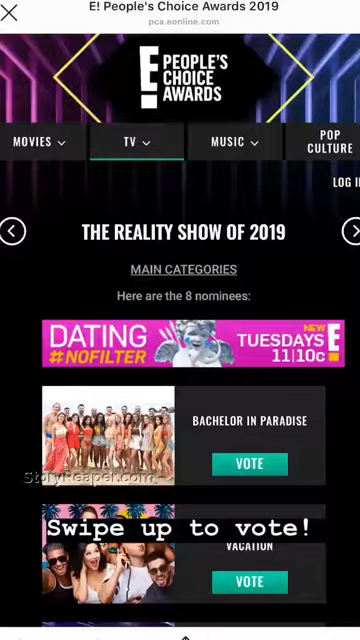 E! People's Choice Awards 2019
pca.eonline.com
E! PEOPLE'S
CHOICE
AWARDS
MOVIES
TV
MUSIC
POP
CULTURE
LOG I
THE REALITY SHOW OF 2019
MAIN CATEGORIES
Here are the 8 nominees:
DATING
#NOFILTER
NEW
TUESDAYS
11|10c
E!
BACHELOR IN PARADISE
VOTE
StoryReaper.com
Swipe up to vote!
VACATION
VOTE